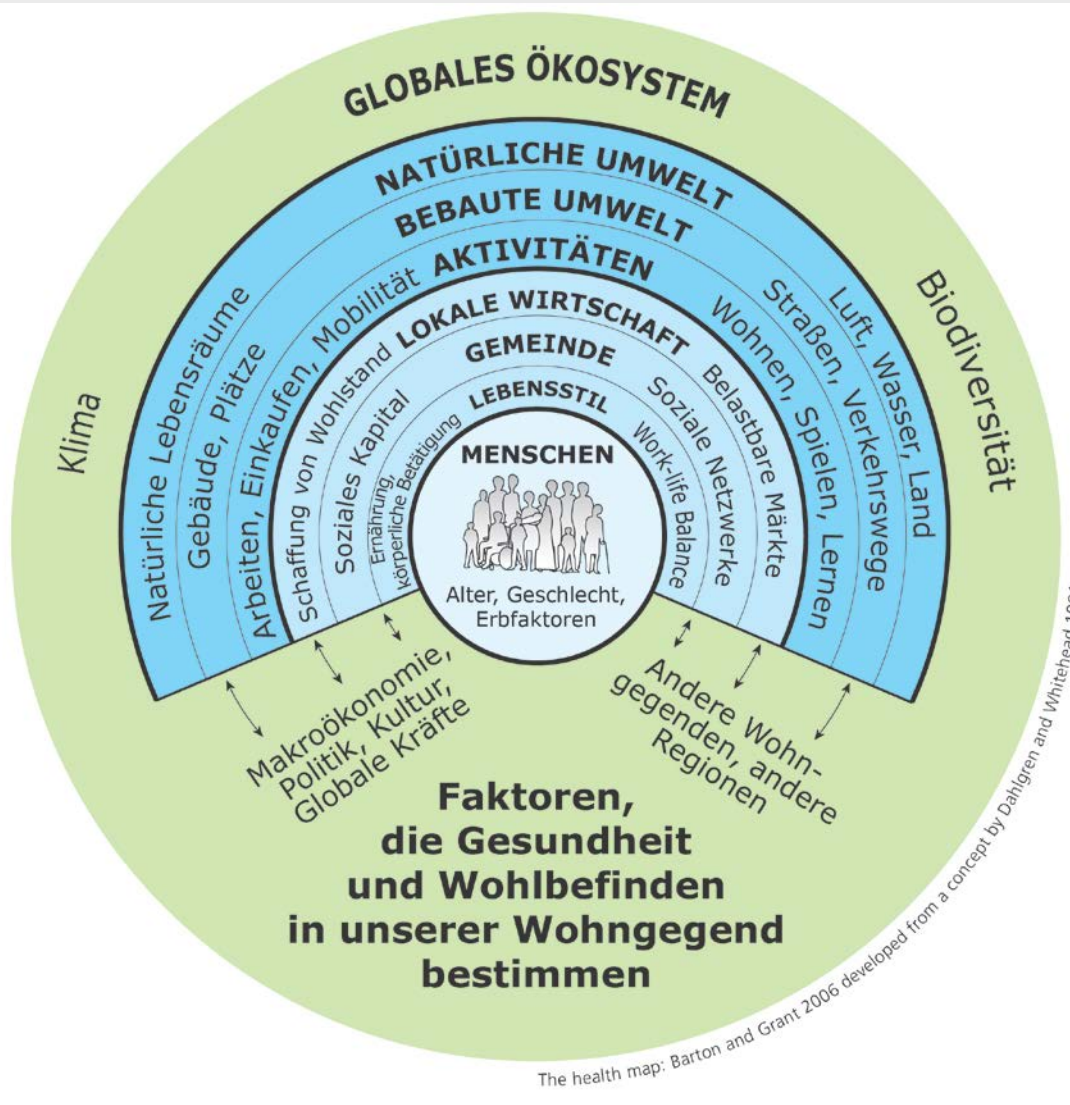 GLOBALES ÖKOSYSTEM
Klima
Biodiversität
NATÜRLICHE UMWELT
Natürliche Lebensräume
Luft, Wasser, Land
BEBAUTE UMWELT
Gebäude, Plätze
Straßen, Verkehrswege
AKTIVITÄTEN
Arbeiten, Einkaufen, Mobilität
Wohnen, Spielen, Lernen
LOKALE WIRTSCHAFT
Schaffung von Wohlstand
Belastbare Märkte
GEMEINDE
Soziales Kapital
Soziale Netzwerke
LEBENSSTIL
Ernährung,
körperliche Betätigung
Work-life Balance
MENSCHEN
Alter, Geschlecht,
Erbfaktoren
Makroökonomie,
Politik, Kultur,
Globale Kräfte
Andere Wohn-
gegenden, andere
Regionen
Faktoren,
die Gesundheit
und Wohlbefinden
in unserer Wohngegend
bestimmen
The health map: Barton and Grant 2006 developed from a concept by Dahlgren and Whitehead